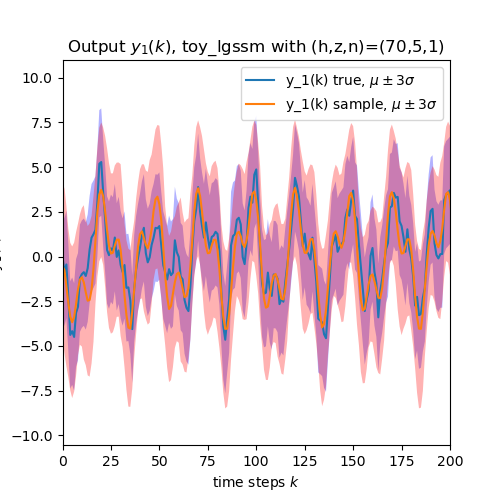 Output y₁(k), toy_lgssm with (h,z,n)=(70,5,1)
y_1(k) true, μ ± 3σ
y_1(k) sample, μ ± 3σ
10.0
7.5
5.0
2.5
0.0
−2.5
−5.0
−7.5
−10.0
0 25 50 75 100 125 150 175 200
time steps k